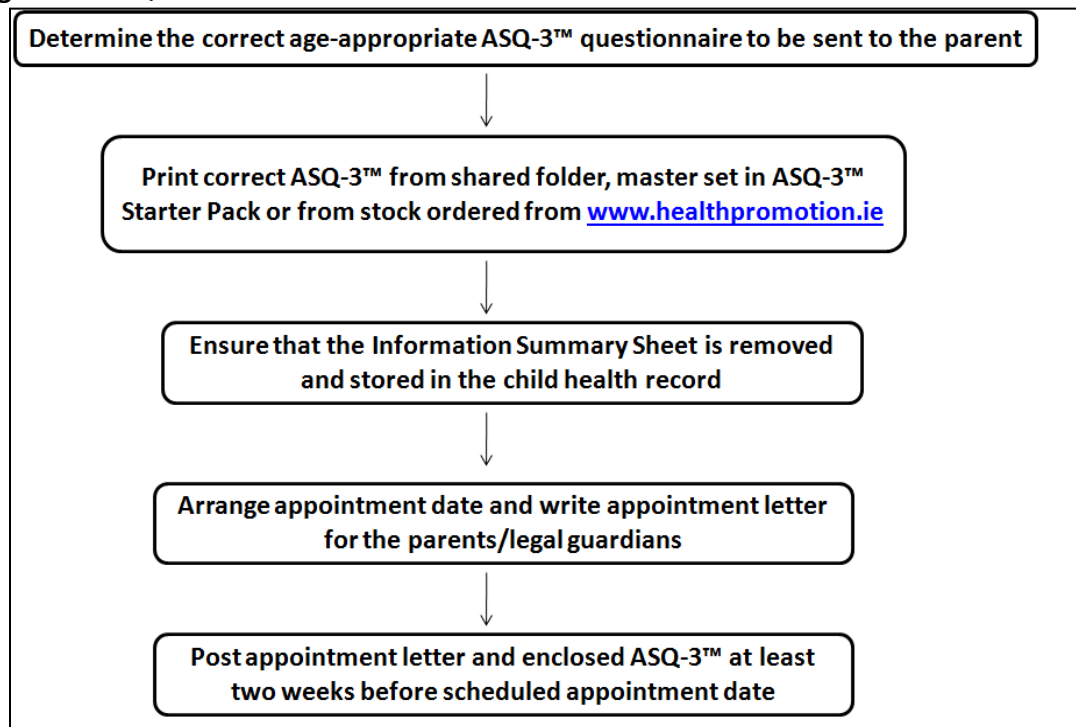 Determine the correct age-appropriate ASQ-3™ questionnaire to be sent to the parent
Print correct ASQ-3™ from shared folder, master set in ASQ-3™
Starter Pack or from stock ordered from www.healthpromotion.ie
Ensure that the Information Summary Sheet is removed
and stored in the child health record
Arrange appointment date and write appointment letter
for the parents/legal guardians
Post appointment letter and enclosed ASQ-3™ at least
two weeks before scheduled appointment date